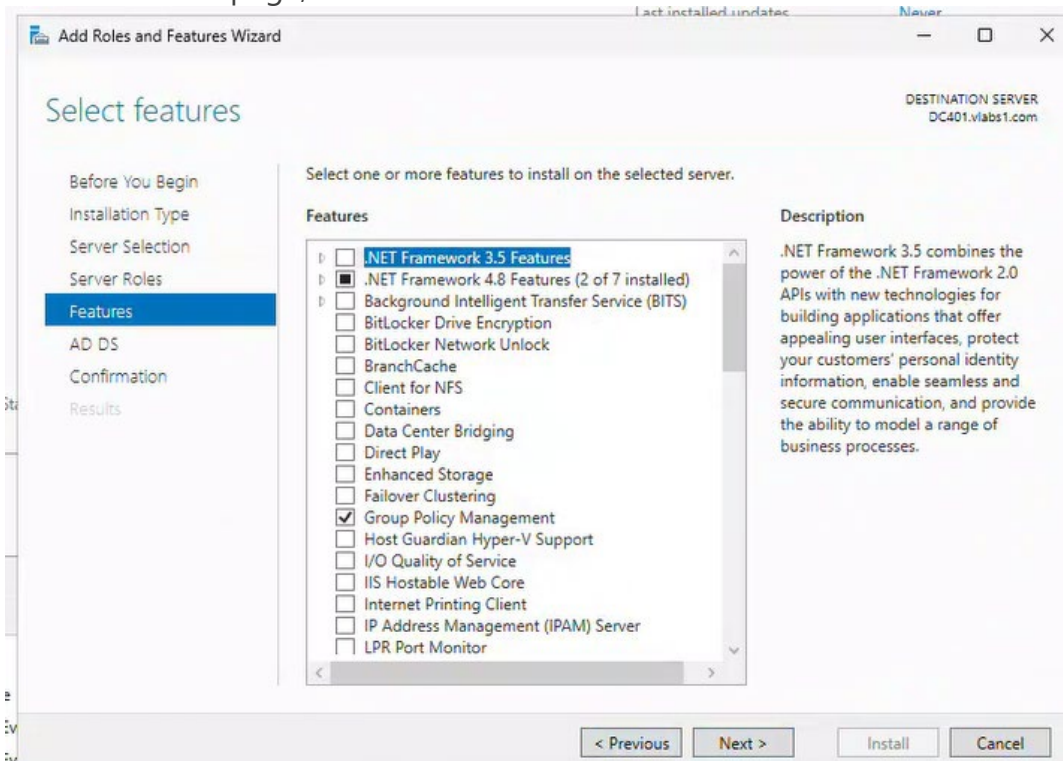 page,
Last installed updates Never
Add Roles and Features Wizard
Select features
DESTINATION SERVER
DC401.vlabs1.com
Before You Begin
Installation Type
Server Selection
Server Roles
Features
AD DS
Confirmation
Results
Select one or more features to install on the selected server.
Features
.NET Framework 3.5 Features
.NET Framework 4.8 Features (2 of 7 installed)
Background Intelligent Transfer Service (BITS)
BitLocker Drive Encryption
BitLocker Network Unlock
BranchCache
Client for NFS
Containers
Data Center Bridging
Direct Play
Enhanced Storage
Failover Clustering
Group Policy Management
Host Guardian Hyper-V Support
I/O Quality of Service
IIS Hostable Web Core
Internet Printing Client
IP Address Management (IPAM) Server
LPR Port Monitor
Description
.NET Framework 3.5 combines the
power of the .NET Framework 2.0
APIs with new technologies for
building applications that offer
appealing user interfaces, protect
your customers' personal identity
information, enable seamless and
secure communication, and provide
the ability to model a range of
business processes.
< Previous
Next >
Install
Cancel